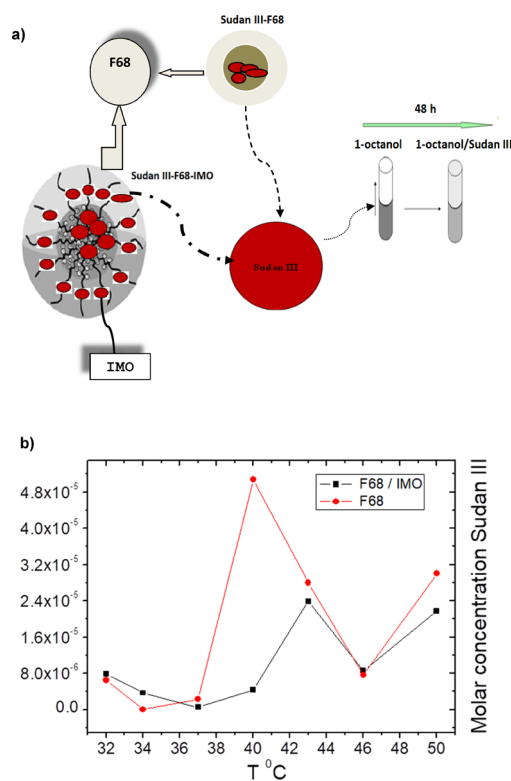 a)
Sudan III-F68
F68
48 h
1-octanol 1-octanol/Sudan III
Sudan III-F68-IMO
Sudan III
IMO
b)
Molar concentration Sudan III
F68 / IMO
F68
4.8x10⁻⁵
4.0x10⁻⁵
3.2x10⁻⁵
2.4x10⁻⁵
1.6x10⁻⁵
8.0x10⁻⁶
0.0
32 34 36 38 40 42 44 46 48 50
T ⁰C